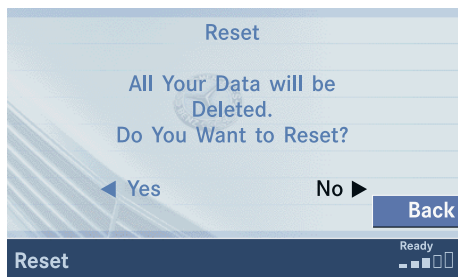 Reset
All Your Data will be
Deleted.
Do You Want to Reset?
Yes
No
Back
Reset
Ready